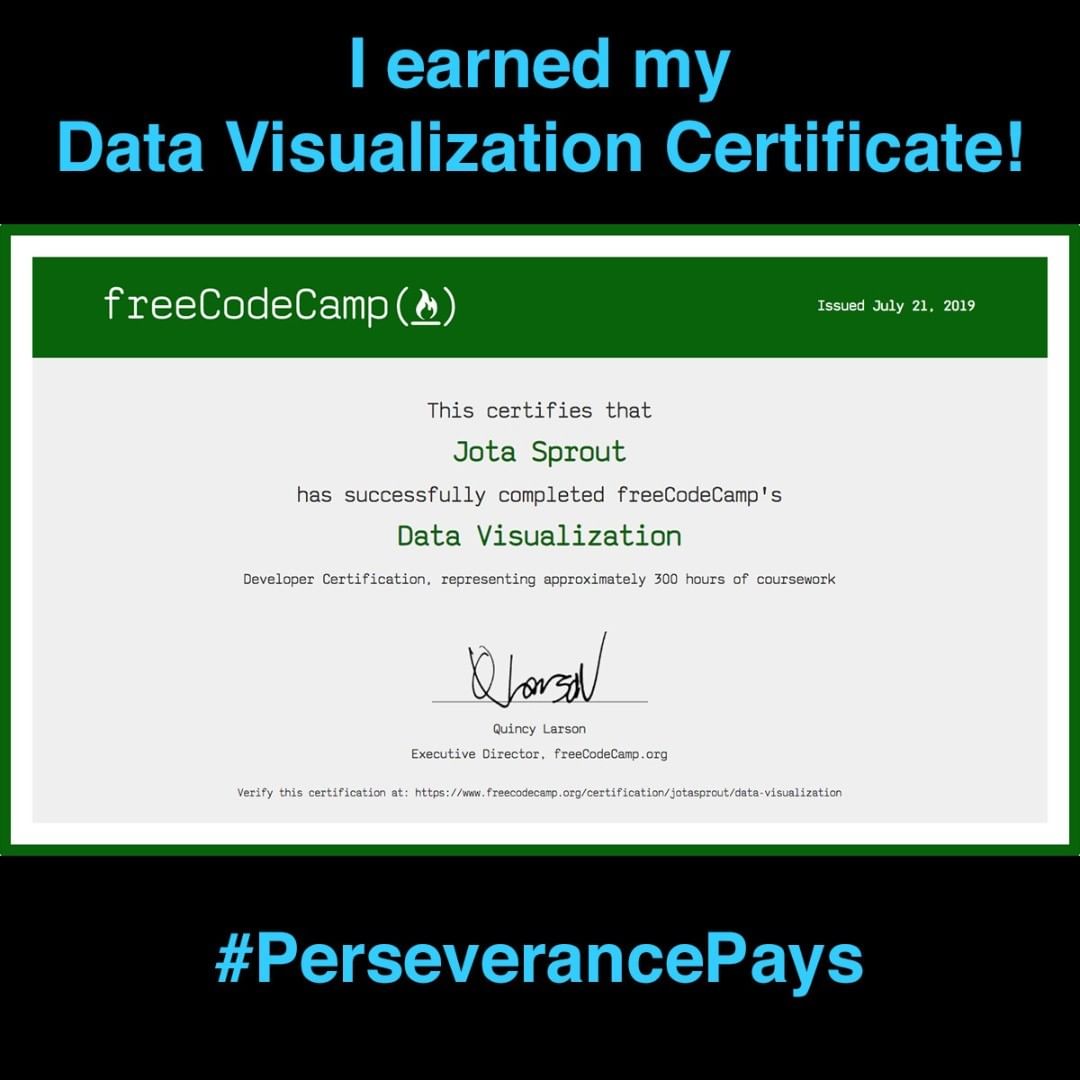 I earned my
Data Visualization Certificate!
freeCodeCamp(🔥)
Issued July 21, 2019
This certifies that
Jota Sprout
has successfully completed freeCodeCamp's
Data Visualization
Developer Certification, representing approximately 300 hours of coursework
Q Larson
Quincy Larson
Executive Director, freeCodeCamp.org
Verify this certification at: https://www.freecodecamp.org/certification/jotasprout/data-visualization
#PerseverancePays